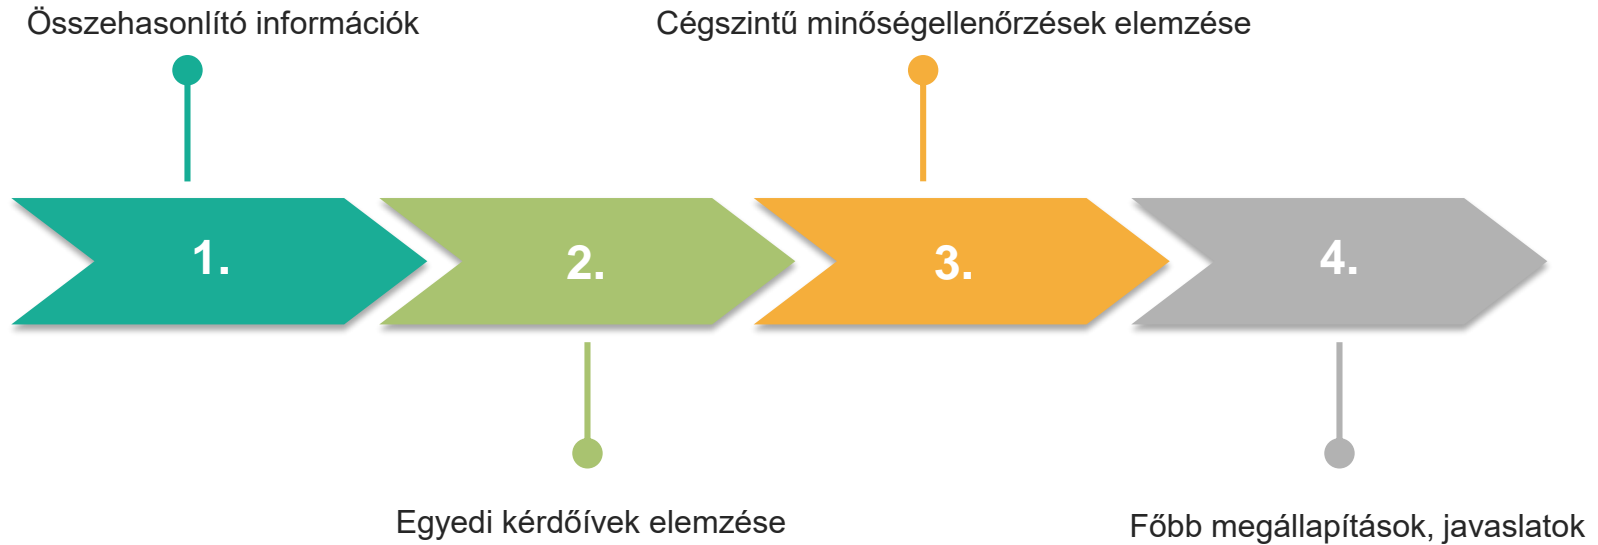 Összehasonlító információk
Cégszintű minőségellenőrzések elemzése
1.
2.
3.
4.
Egyedi kérdőívek elemzése
Főbb megállapítások, javaslatok